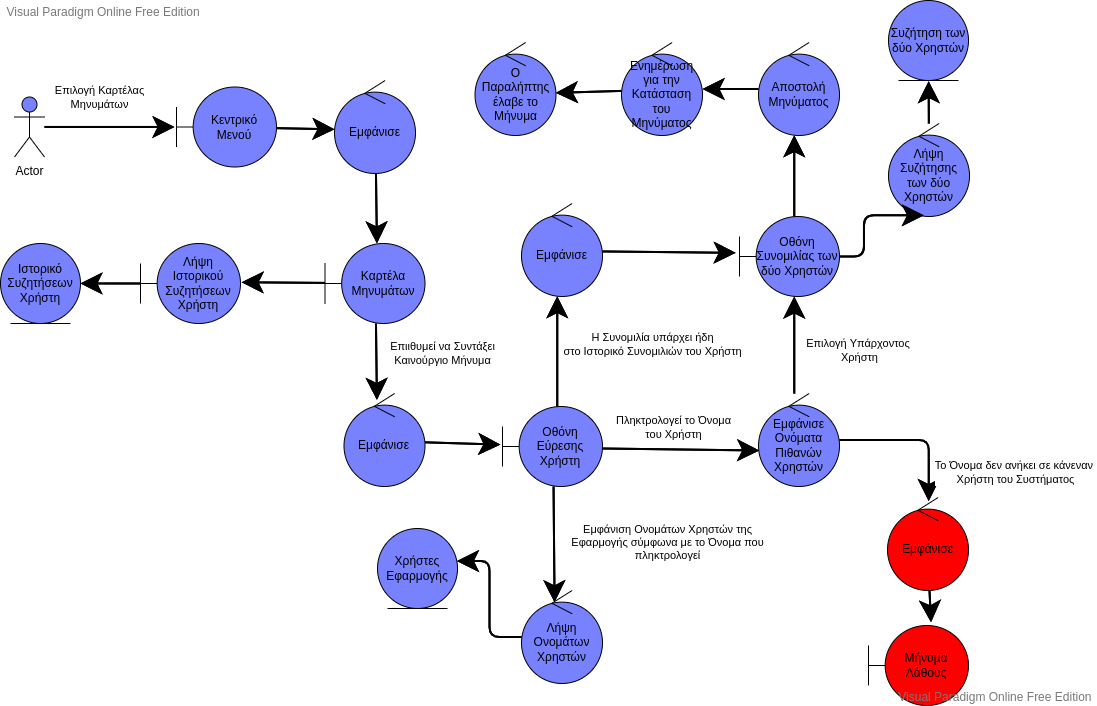 Visual Paradigm Online Free Edition
Συζήτηση των
δύο Χρηστών
Επιλογή Καρτέλας
Μηνυμάτων
Actor
Κεντρικό
Μενού
Εμφάνισε
Ο
Παραλήπτης
έλαβε το
Μήνυμα
Ενημέρωση
για την
Κατάσταση
του
Μηνύματος
Αποστολή
Μηνύματος
Λήψη
Συζήτησης
των δύο
Χρηστών
Ιστορικό
Συζητήσεων
Χρήστη
Λήψη
Ιστορικού
Συζητήσεων
Χρήστη
Καρτέλα
Μηνυμάτων
Εμφάνισε
Οθόνη
Συνομιλίας των
δύο Χρηστών
Επιιθυμεί να Συντάξει
Καινούργιο Μήνυμα
Η Συνομιλία υπάρχει ήδη
στο Ιστορικό Συνομιλιών του Χρήστη
Επιλογή Υπάρχοντος
Χρήστη
Εμφάνισε
Οθόνη
Εύρεσης
Χρήστη
Πληκτρολογεί το Όνομα
του Χρήστη
Εμφάνισε
Ονόματα
Πιθανών
Χρηστών
Το Όνομα δεν ανήκει σε κάνεναν
Χρήστη του Συστήματος
Εμφάνιση Ονομάτων Χρηστών της
Εφαρμογής σύμφωνα με το Όνομα που
πληκτρολογεί
Εμφάνισε
Χρήστες
Εφαρμογής
Λήψη
Ονομάτων
Χρηστών
Μήνυμα
Λάθους
Visual Paradigm Online Free Edition